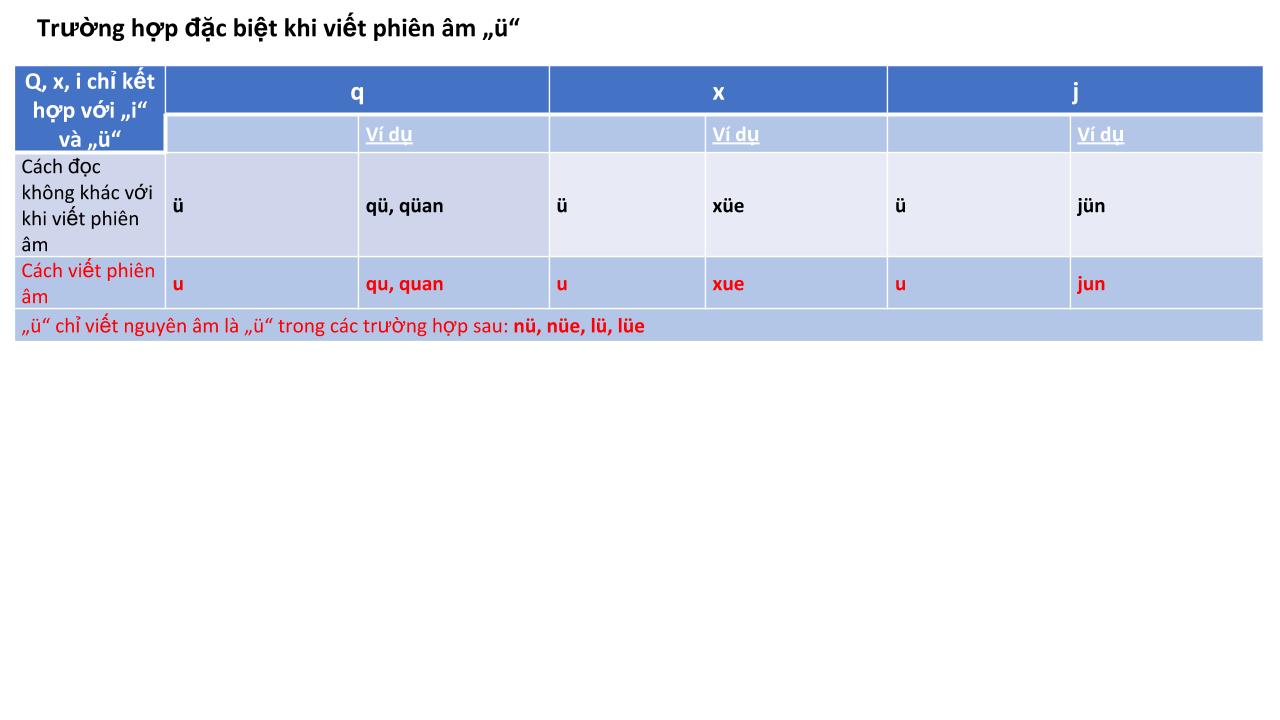 Trường hợp đặc biệt khi viết phiên âm „ü“
Q, x, i chỉ kết
hợp với „i“
và „ü“
q
x
j
Ví dụ
Ví dụ
Ví dụ
Cách đọc
không khác với
khi viết phiên
âm
ü
qü, qüan
ü
xüe
ü
jün
Cách viết phiên
âm
u
qu, quan
u
xue
u
jun
„ü“ chỉ viết nguyên âm là „ü“ trong các trường hợp sau: nü, nüe, lü, lüe